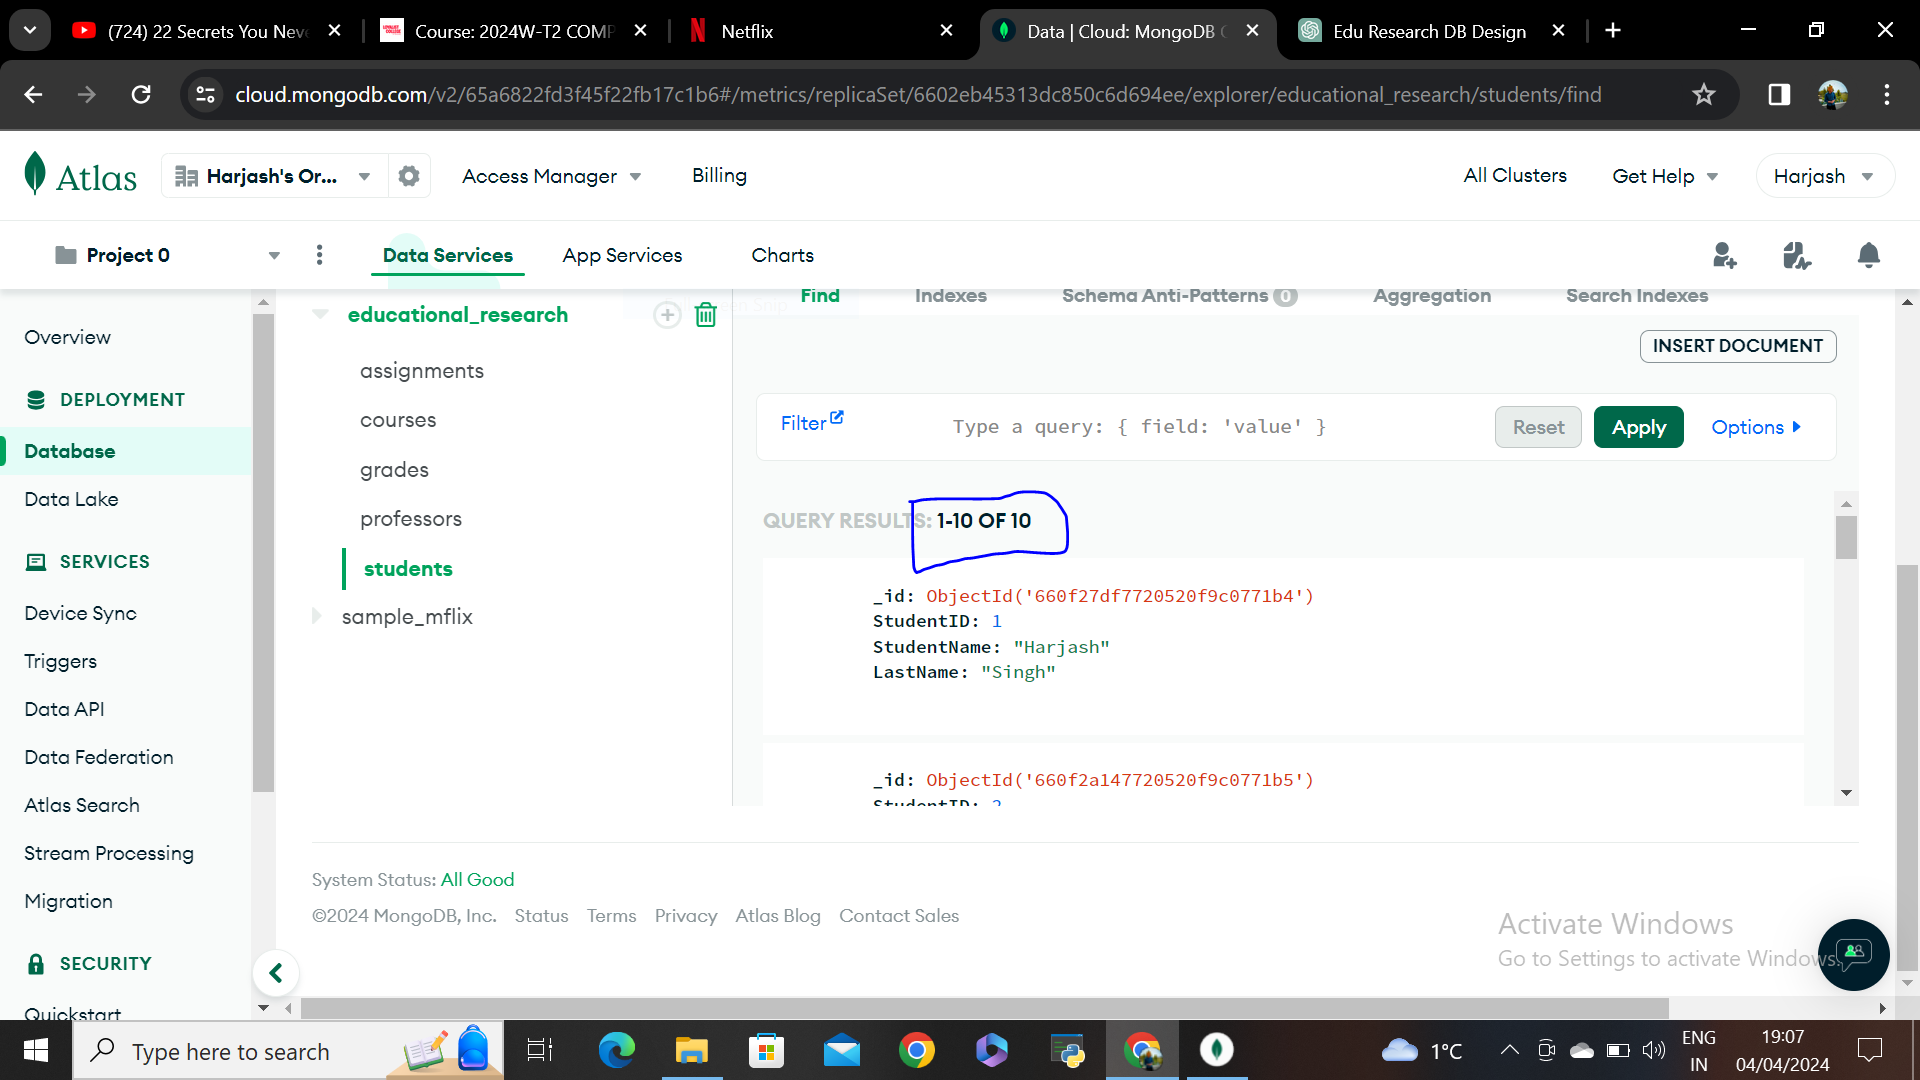 (724) 22 Secrets You Neve
Course: 2024W-T2 COMP
Netflix
Data | Cloud: MongoDB C
Edu Research DB Design
cloud.mongodb.com/v2/65a6822fd3f45f22fb17c1b6#/metrics/replicaSet/6602eb45313dc850c6d694ee/explorer/educational_research/students/find
Atlas
Harjash's Or...
Access Manager
Billing
All Clusters
Get Help
Harjash
Project 0
Data Services
App Services
Charts
Overview
DEPLOYMENT
Database
Data Lake
SERVICES
Device Sync
Triggers
Data API
Data Federation
Atlas Search
Stream Processing
Migration
SECURITY
Quickstart
educational_research
assignments
courses
grades
professors
students
sample_mflix
Find
Indexes
Schema Anti-Patterns 0
Aggregation
Search Indexes
INSERT DOCUMENT
Filter
Type a query: { field: 'value' }
Reset
Apply
Options
QUERY RESULTS: 1-10 OF 10
_id: ObjectId('660f27df7720520f9c0771b4')
StudentID: 1
StudentName: "Harjash"
LastName: "Singh"
_id: ObjectId('660f2a147720520f9c0771b5')
StudentID: 2
System Status: All Good
©2024 MongoDB, Inc. Status Terms Privacy Atlas Blog Contact Sales
Activate Windows
Go to Settings to activate Windows.
Type here to search
1°C
ENG
IN
19:07
04/04/2024